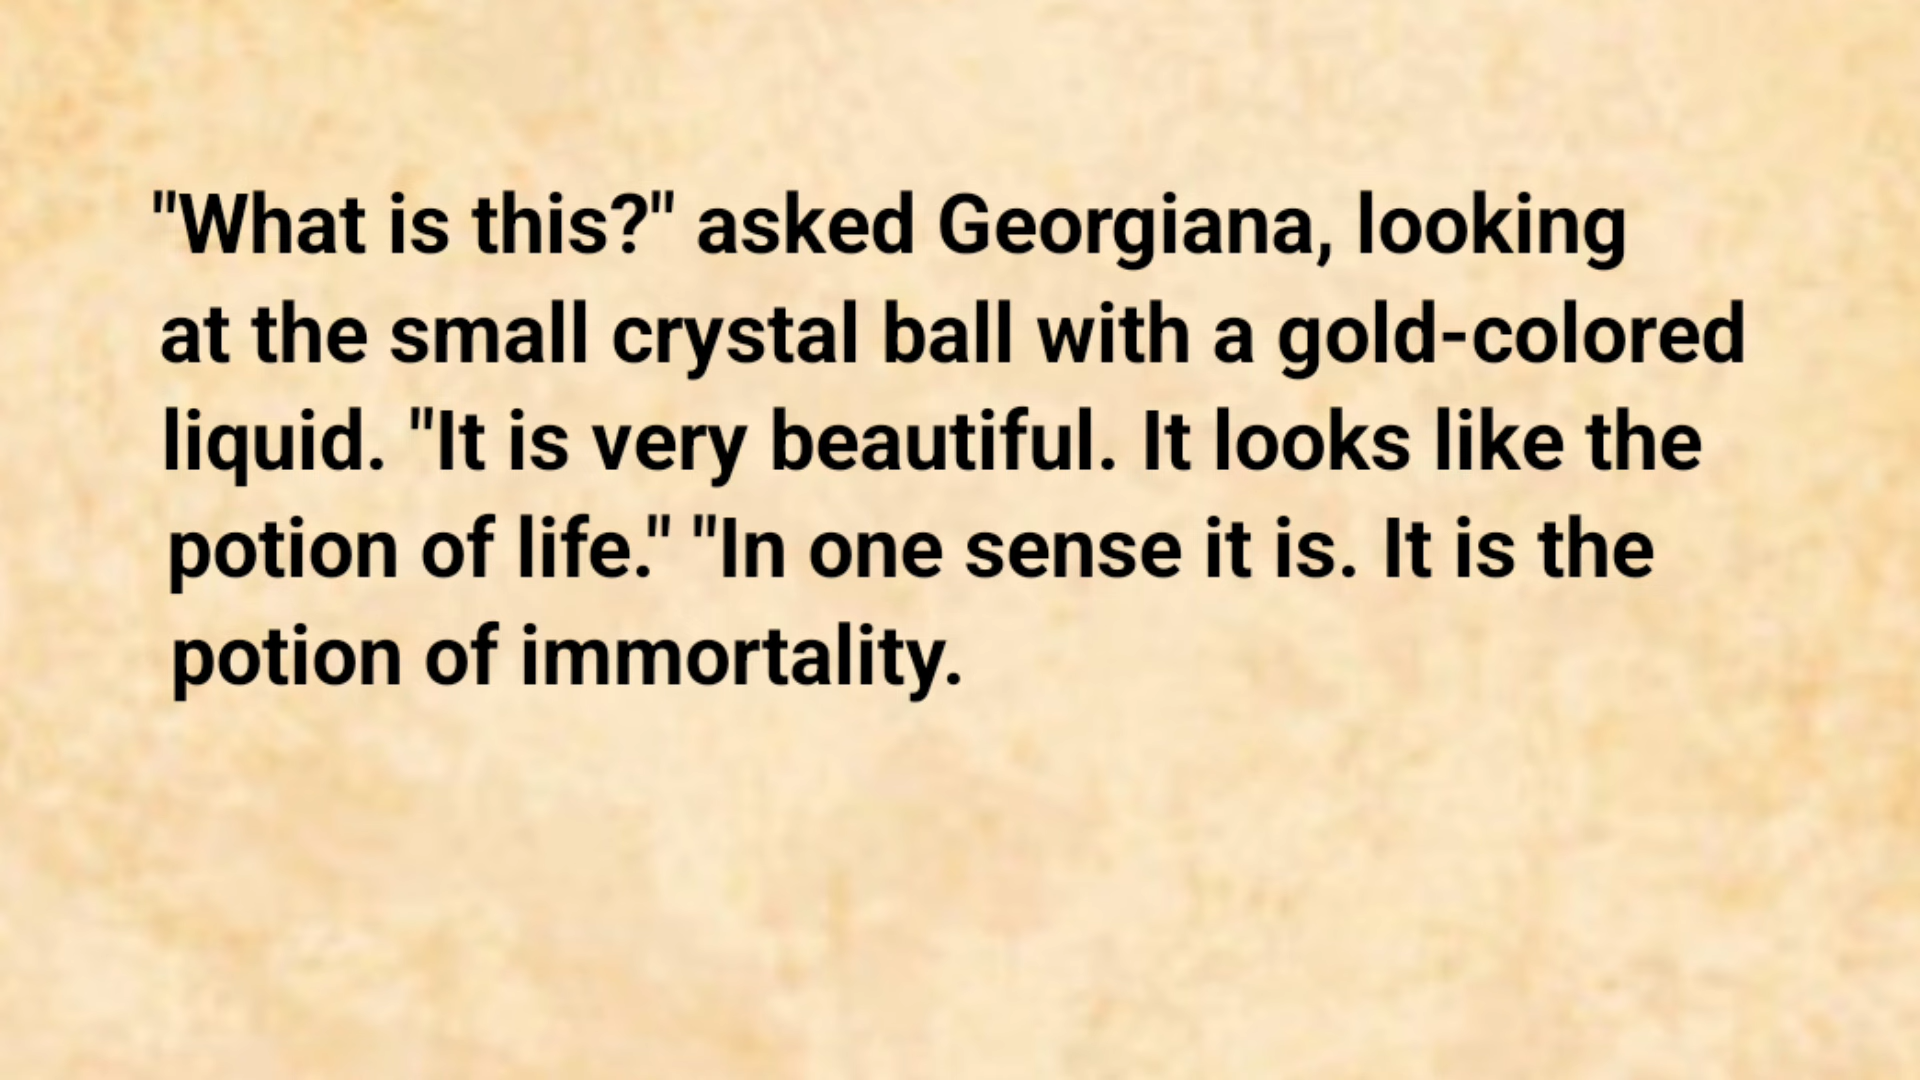 "What is this?" asked Georgiana, looking
at the small crystal ball with a gold-colored
liquid. "It is very beautiful. It looks like the
potion of life." "In one sense it is. It is the
potion of immortality.